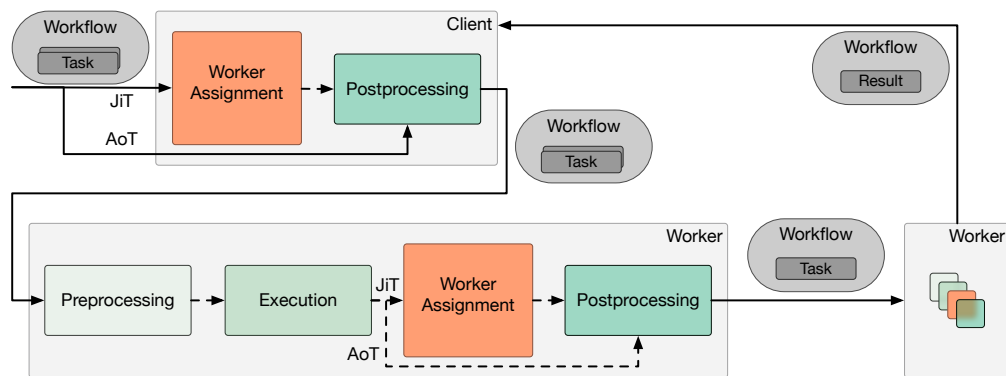 Workflow
Task
Client
Worker
Assignment
Postprocessing
JiT
AoT
Workflow
Task
Workflow
Result
Worker
Preprocessing
Execution
JiT
AoT
Worker
Assignment
Postprocessing
Workflow
Task
Worker